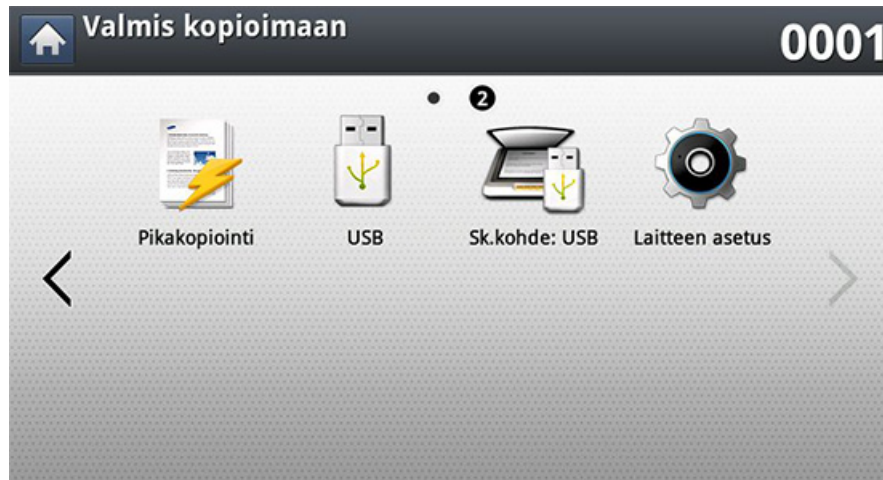 Valmis kopioimaan
0001
2
Pikakopiointi
USB
Sk.kohde: USB
Laitteen asetus